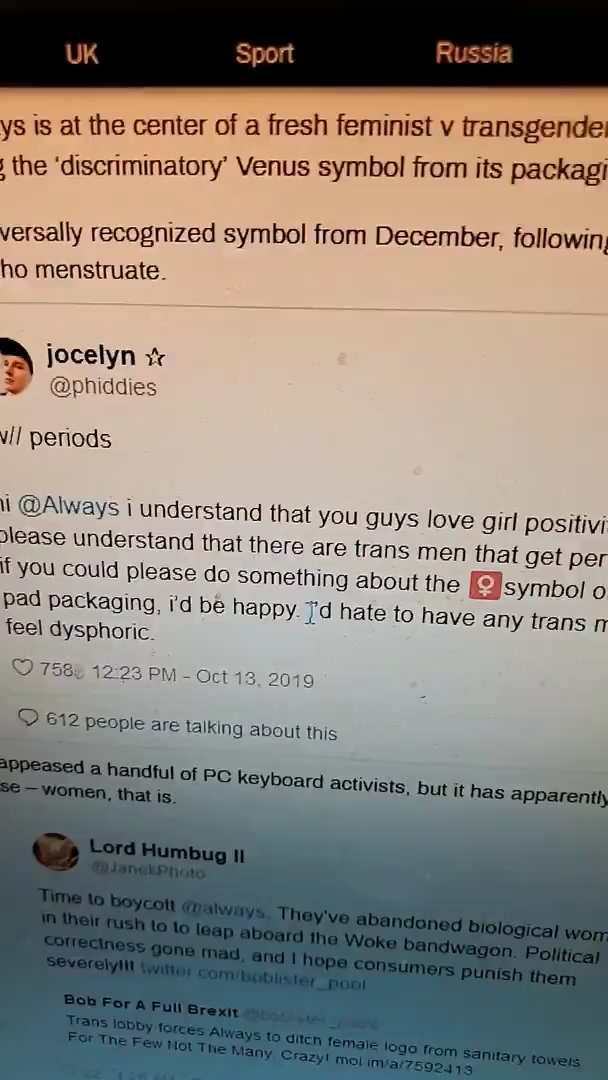 UK Sport Russia
ys is at the center of a fresh feminist v transgender
the 'discriminatory' Venus symbol from its packagi
versally recognized symbol from December, following
ho menstruate.
jocelyn ☆
@phiddies
w// periods
hi @Always i understand that you guys love girl positivi
please understand that there are trans men that get per
if you could please do something about the ♀ symbol o
pad packaging, i'd be happy. I'd hate to have any trans m
feel dysphoric.
♡ 758 12:23 PM - Oct 13, 2019
612 people are talking about this
appeased a handful of PC keyboard activists, but it has apparently
se – women, that is.
Lord Humbug II
@JanekPhoto
Time to boycott @always. They've abandoned biological wom
in their rush to to leap aboard the Woke bandwagon. Political
correctness gone mad, and I hope consumers punish them
severely!!! twitter.com/boblister_poo/
Bob For A Full Brexit
Trans lobby forces Always to ditch female logo from sanitary towels
For The Few Not The Many. Crazy! mol.im/a/7592413